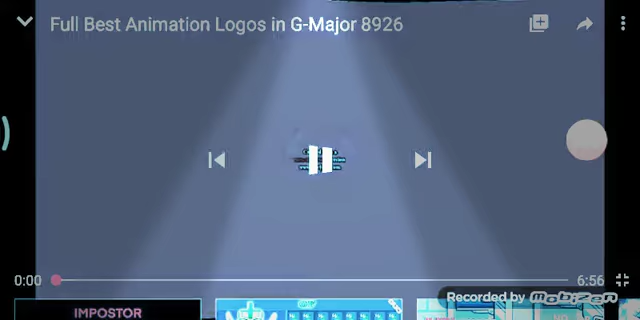 Full Best Animation Logos in G-Major 8926
0:00
6:56
Recorded by Mobizen
IMPOSTOR